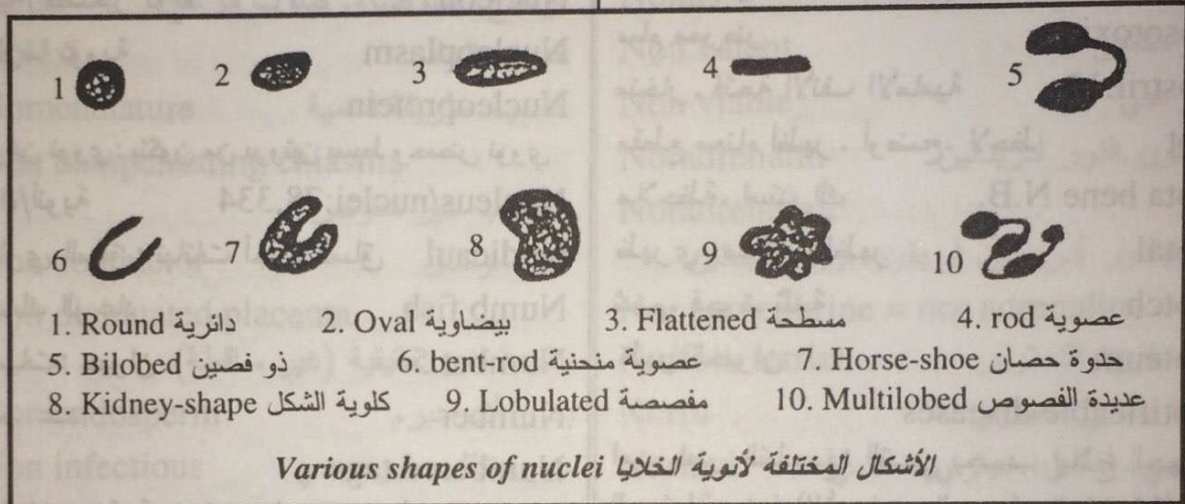 1 2 3 4 5
6 7 8 9 10
1. Round دائرية 2. Oval بيضاوية 3. Flattened مسطحة 4. rod عصوية
5. Bilobed ذو فصين 6. bent-rod عصوية منحنية 7. Horse-shoe حدوة حصان
8. Kidney-shape كلوية الشكل 9. Lobulated مفصصة 10. Multilobed عديدة الفصوص
Various shapes of nuclei الأشكال المختلفة لأنوية الخلايا